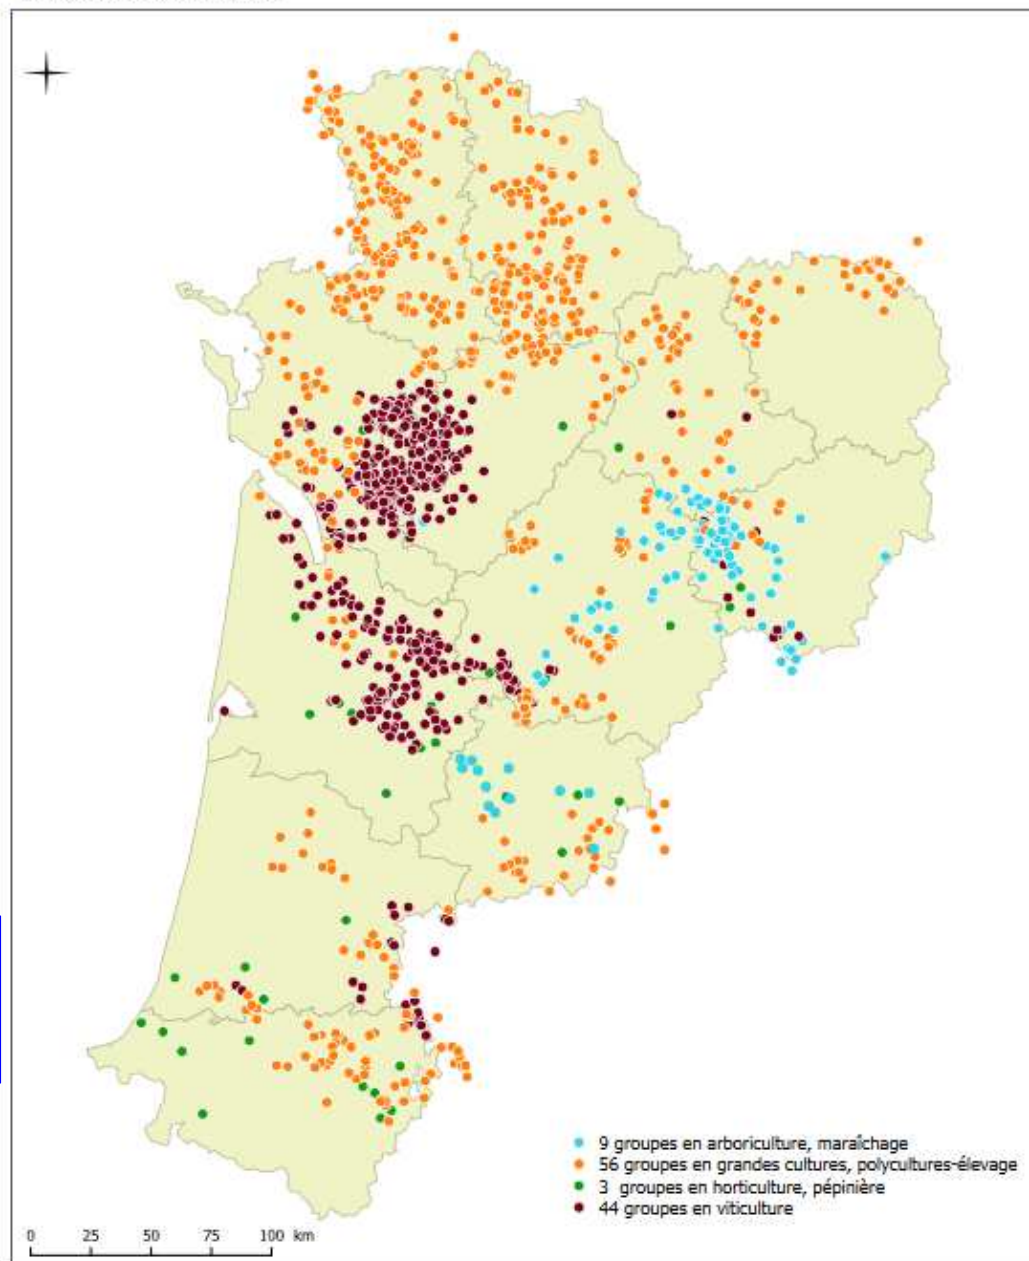 9 groupes en arboriculture, maraîchage
56 groupes en grandes cultures, polycultures-élevage
3 groupes en horticulture, pépinière
44 groupes en viticulture
0 25 50 75 100 km